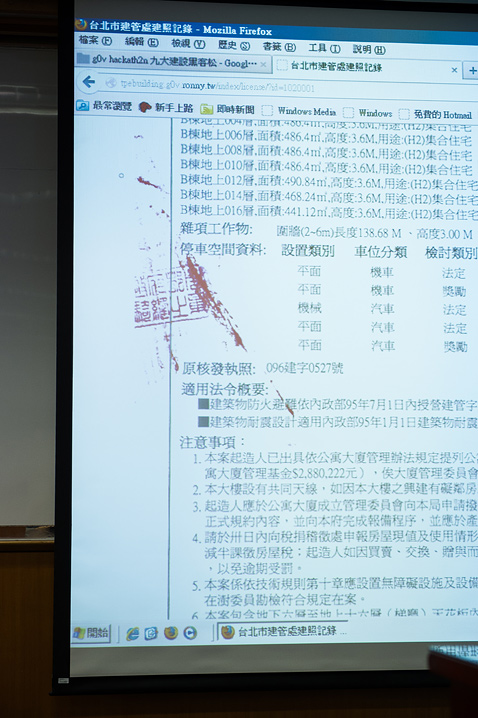 台北市建管處建照記錄 - Mozilla Firefox
檔案(F) 編輯(E) 檢視(V) 歷史(S) 書籤(B) 工具(T) 說明(H)
g0v hackath2n 九大建設黑客松 - Googl... × 台北市建管處建照記錄 × +
tpebuilding.g0v.ronny.tw/index/licence/?id=1020001
最常瀏覽 新手上路 即時新聞 Windows Media Windows 免費的 Hotmail
B棟地上004層,面積:486.4㎡,高度:3.6M,用途:(H2)集合住宅
B棟地上006層,面積:486.4㎡,高度:3.6M,用途:(H2)集合住宅
B棟地上008層,面積:486.4㎡,高度:3.6M,用途:(H2)集合住宅
B棟地上010層,面積:486.4㎡,高度:3.6M,用途:(H2)集合住宅
B棟地上012層,面積:490.84㎡,高度:3.6M,用途:(H2)集合住宅
B棟地上014層,面積:468.24㎡,高度:3.6M,用途:(H2)集合住宅
B棟地上016層,面積:441.12㎡,高度:3.6M,用途:(H2)集合住宅
雜項工作物: 圍牆(2~6m)長度138.68 M 、高度3.00 M
停車空間資料: 設置類別 車位分類 檢討類別
平面 機車 法定
平面 機車 獎勵
機械 汽車 法定
平面 汽車 法定
平面 汽車 獎勵
原核發執照: 096建字0527號
適用法令概要:
■建築物防火避難依內政部95年7月1日內授營建管字
■建築物耐震設計適用內政部95年1月1日建築物耐震
注意事項:
1. 本案起造人已出具依公寓大廈管理辦法規定提列公
寓大廈管理基金$2,880,222元),俟大廈管理委員會
2. 本大樓設有共同天線,如因本大樓之興建有礙鄰房
3. 起造人應於公寓大廈成立管理委員會向本局申請撥
正式規約內容,並向本府完成報備程序,並應於產
4. 請於卅日內向稅捐稽徵處申報房屋現值及使用情形
減半課徵房屋稅;起造人如因買賣、交換、贈與而
,以免逾期受罰。
5. 本案係依技術規則第十章應設置無障礙設施及設備
在澍委員勘檢符合規定在案。
6. 本案包含地下六層至地上十六層(梯廳)天花板內
開始 台北市建管處建照記錄 ...